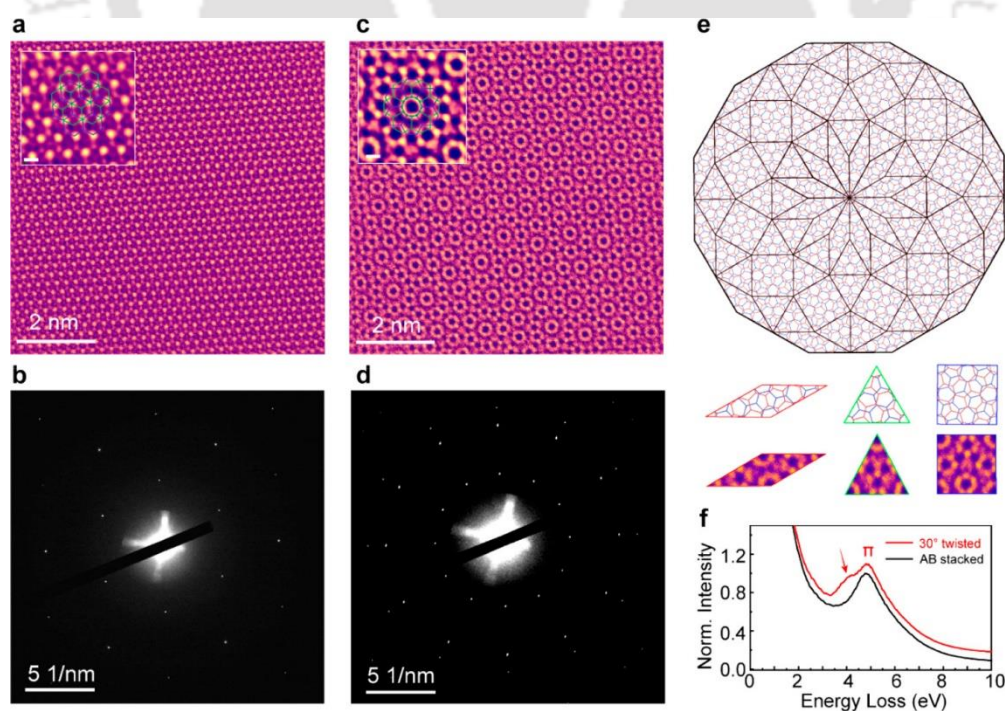 a
c
e
2 nm
2 nm
b
d
5 1/nm
5 1/nm
f
30° twisted
AB stacked
π
Norm. Intensity
1.2
0.8
0.4
0.0
0 2 4 6 8 10
Energy Loss (eV)